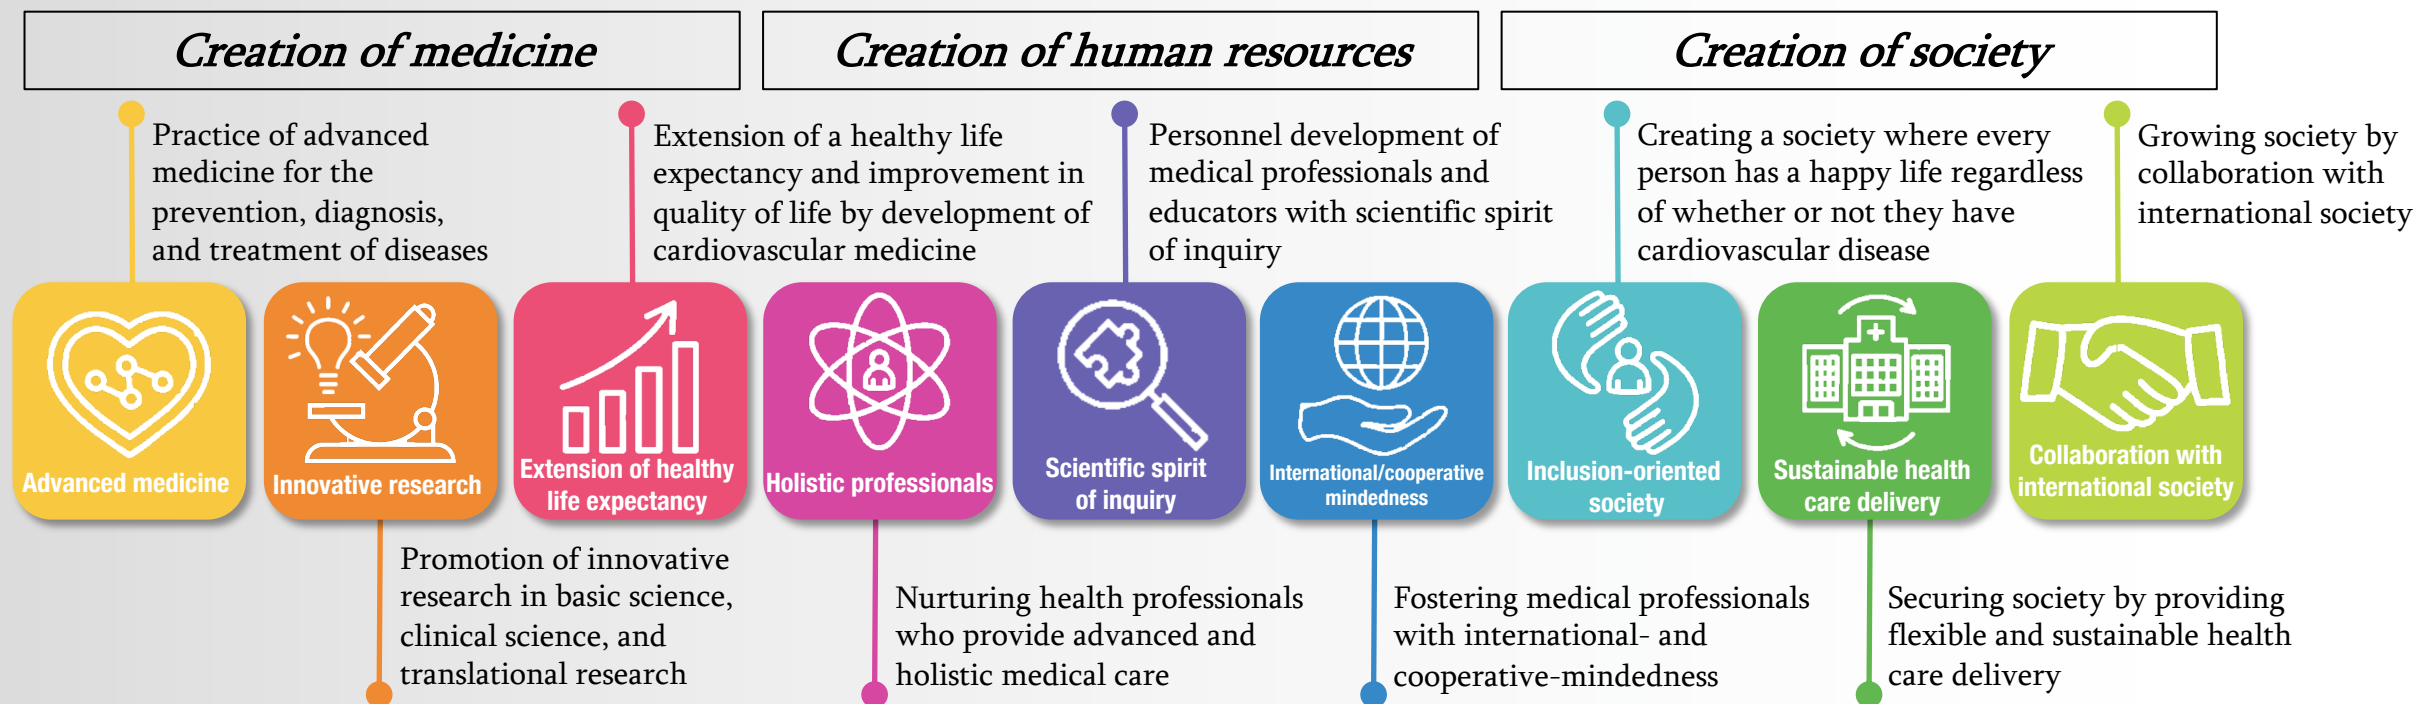 Creation of medicine
Creation of human resources
Creation of society
Practice of advanced
medicine for the
prevention, diagnosis,
and treatment of diseases
Extension of a healthy life
expectancy and improvement in
quality of life by development of
cardiovascular medicine
Personnel development of
medical professionals and
educators with scientific spirit
of inquiry
Creating a society where every
person has a happy life regardless
of whether or not they have
cardiovascular disease
Growing society by
collaboration with
international society
Advanced medicine
Innovative research
Extension of healthy
life expectancy
Holistic professionals
Scientific spirit
of inquiry
International/cooperative
mindedness
Inclusion-oriented
society
Sustainable health
care delivery
Collaboration with
international society
Promotion of innovative
research in basic science,
clinical science, and
translational research
Nurturing health professionals
who provide advanced and
holistic medical care
Fostering medical professionals
with international- and
cooperative-mindedness
Securing society by providing
flexible and sustainable health
care delivery